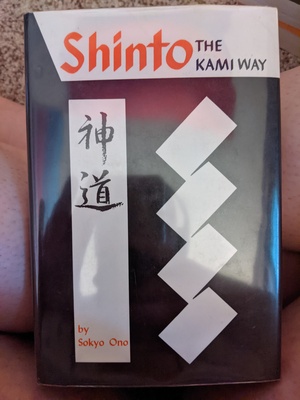 Shinto THE
KAMI WAY
神
道
by
Sokyo Ono